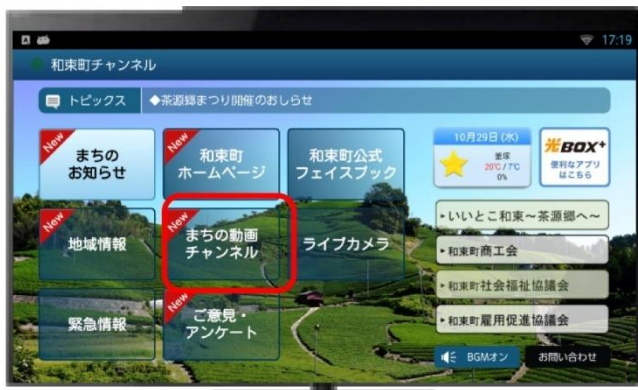 A
17:19
和束町チャンネル
トピックス
◆茶源郷まつり開催のおしらせ
New
まちの
お知らせ
New
和束町
ホームページ
和束町公式
フェイスブック
10月29日 (水)
釜塚
20℃ / 7℃
0%
光BOX+
便利なアプリ
はこちら
New
地域情報
New
まちの動画
チャンネル
ライブカメラ
緊急情報
New
ご意見・
アンケート
▸いいとこ和束～茶源郷へ～
▸和束町商工会
▸和束町社会福祉協議会
▸和束町雇用促進協議会
BGMオン
お問い合わせ